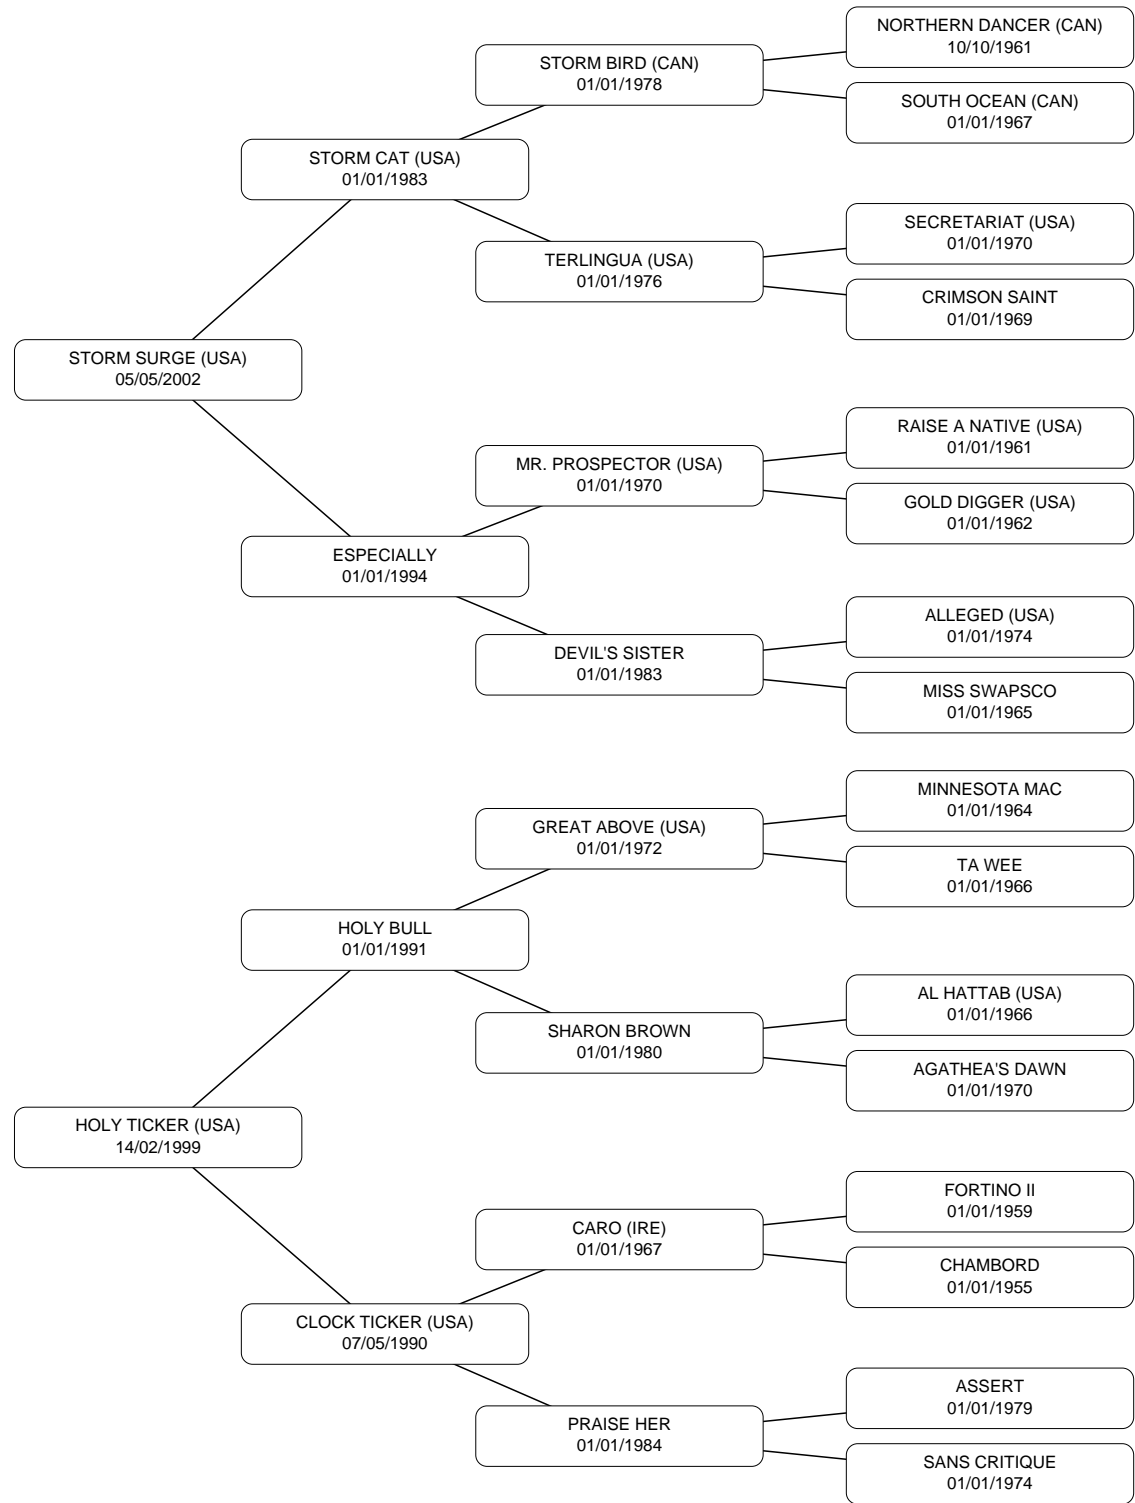 NORTHERN DANCER (CAN)
10/10/1961
STORM BIRD (CAN)
01/01/1978
SOUTH OCEAN (CAN)
01/01/1967
STORM CAT (USA)
01/01/1983
SECRETARIAT (USA)
01/01/1970
TERLINGUA (USA)
01/01/1976
CRIMSON SAINT
01/01/1969
STORM SURGE (USA)
05/05/2002
RAISE A NATIVE (USA)
01/01/1961
MR. PROSPECTOR (USA)
01/01/1970
GOLD DIGGER (USA)
01/01/1962
ESPECIALLY
01/01/1994
ALLEGED (USA)
01/01/1974
DEVIL'S SISTER
01/01/1983
MISS SWAPSCO
01/01/1965
MINNESOTA MAC
01/01/1964
GREAT ABOVE (USA)
01/01/1972
TA WEE
01/01/1966
HOLY BULL
01/01/1991
AL HATTAB (USA)
01/01/1966
SHARON BROWN
01/01/1980
AGATHEA'S DAWN
01/01/1970
HOLY TICKER (USA)
14/02/1999
FORTINO II
01/01/1959
CARO (IRE)
01/01/1967
CHAMBORD
01/01/1955
CLOCK TICKER (USA)
07/05/1990
ASSERT
01/01/1979
PRAISE HER
01/01/1984
SANS CRITIQUE
01/01/1974